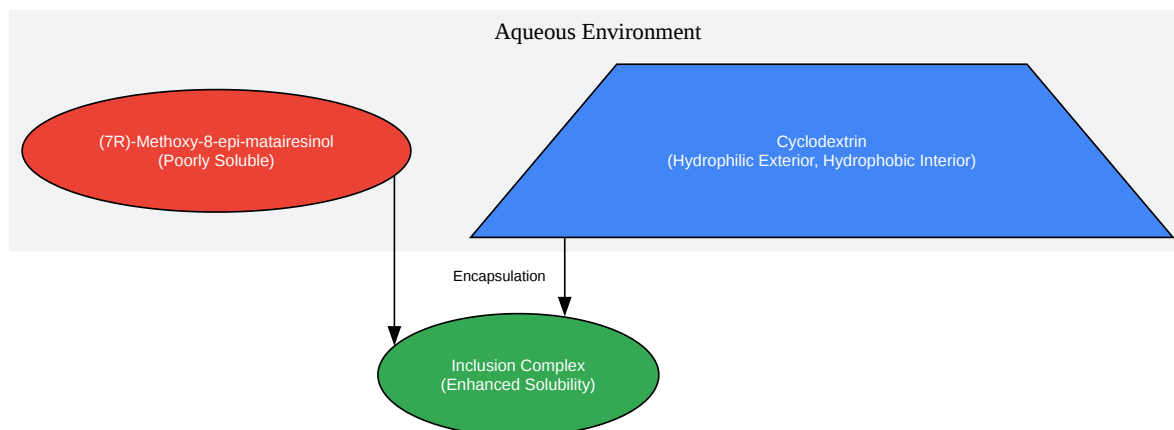 Aqueous Environment
(7R)-Methoxy-8-epi-matairesinol
(Poorly Soluble)
Cyclodextrin
(Hydrophilic Exterior, Hydrophobic Interior)
Encapsulation
Inclusion Complex
(Enhanced Solubility)